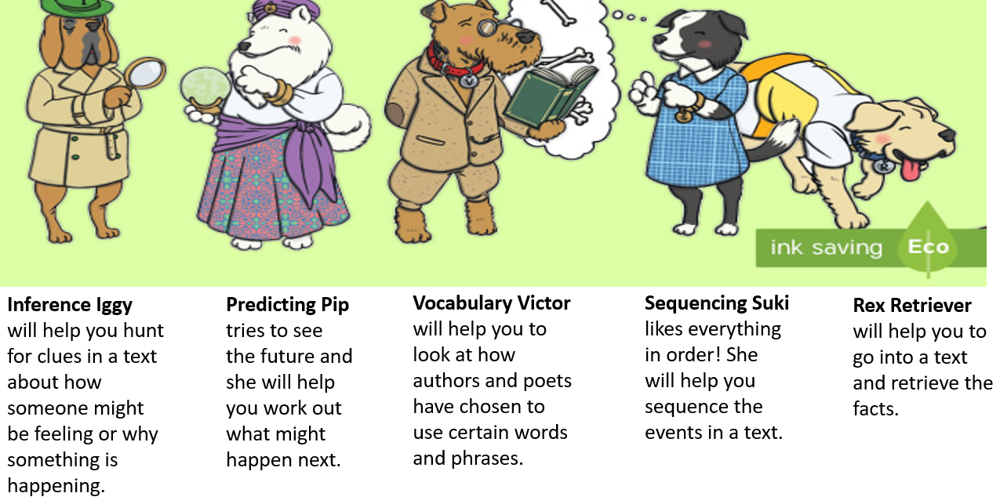 ink saving Eco
Inference Iggy
will help you hunt
for clues in a text
about how
someone might
be feeling or why
something is
happening.
Predicting Pip
tries to see
the future and
she will help
you work out
what might
happen next.
Vocabulary Victor
will help you to
look at how
authors and poets
have chosen to
use certain words
and phrases.
Sequencing Suki
likes everything
in order! She
will help you
sequence the
events in a text.
Rex Retriever
will help you to
go into a text
and retrieve the
facts.